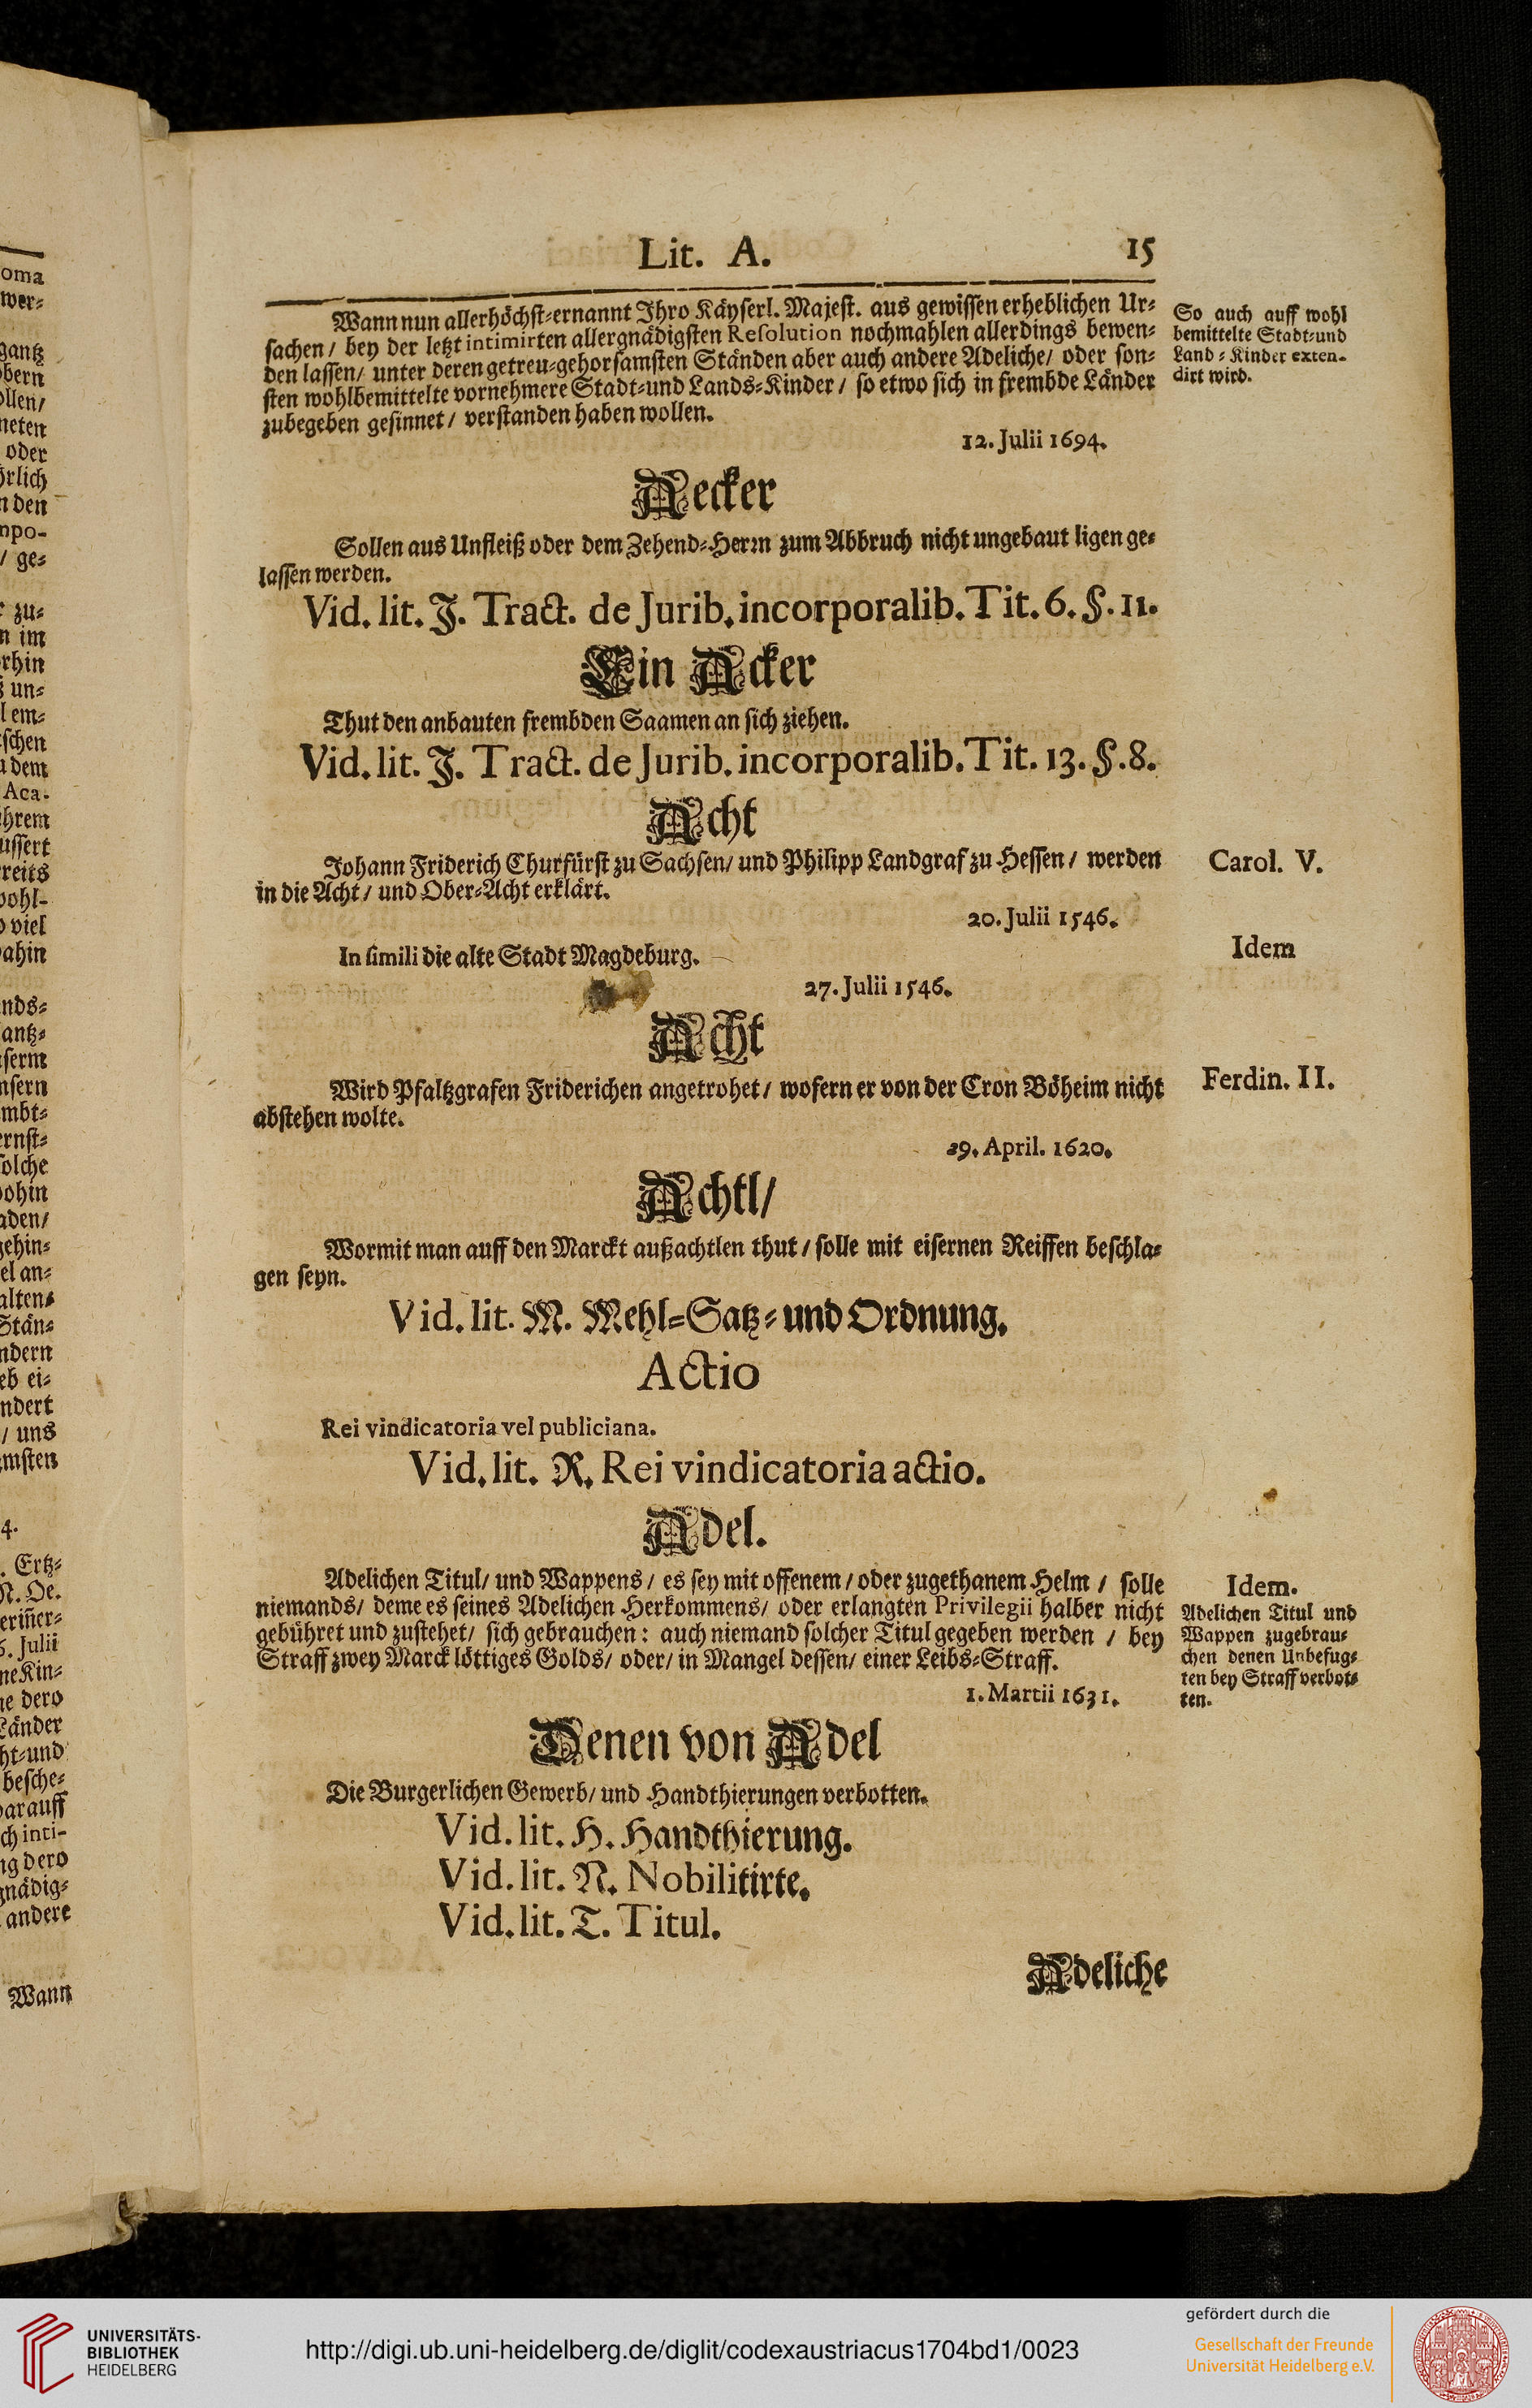 Lit. A.
15
Wann nun allerhöchst-ernannt Ihro Käyserl. Majest. aus gewissen erheblichen Ur-
sachen / bey der letzt intimirten allergnädigsten Resolution nochmahlen allerdings bewen-
den lassen / unter deren getreu-gehorsamsten Ständen aber auch andere Adeliche / oder son-
sten wohlbemittelte vornehmere Stadt-und Lands-Kinder / so etwo sich in frembde Länder
zubegeben gesinnet / verstanden haben wollen.
12. Julii 1694.
So auch auff wohl
bemittelte Stadt-und
Land-Kinder exten-
dirt wird.
Aecker
Sollen aus Unfleiß oder dem Zehend-Herrn zum Abbruch nicht ungebaut ligen ge-
lassen werden.
Vid. lit. J. Tract. de Jurib. incorporalib. Tit. 6. §. 11.
Ein Acker
Thut den anbauten frembden Saamen an sich ziehen.
Vid. lit. J. Tract. de Jurib. incorporalib. Tit. 13. §. 8.
Acht
Johann Friderich Churfürst zu Sachsen / und Philipp Landgraf zu Hessen / werden
in die Acht / und Ober-Acht erklärt.
Carol. V.
20. Julii 1546.
In simili die alte Stadt Magdeburg.
Idem
27. Julii 1546.
Acht
Wird Pfaltzgrafen Friderichen angetrohet / wofern er von der Cron Böheim nicht
abstehen wolte.
Ferdin. II.
29. April. 1620.
Achtl /
Wormit man auff den Marckt außachtlen thut / solle mit eisernen Reiffen beschla-
gen seyn.
Vid. lit. M. Mehl-Satz- und Ordnung.
Actio
Rei vindicatoria vel publiciana.
Vid. lit. R. Rei vindicatoria actio.
Adel.
Adelichen Titul / und Wappens / es sey mit offenem / oder zugethanem Helm / solle
niemands / deme es seines Adelichen Herkommens / oder erlangten Privilegii halber nicht
gebühret und zustehet / sich gebrauchen : auch niemand solcher Titul gegeben werden / bey
Straff zwey Marck löttiges Golds / oder / in Mangel dessen / einer Leibs-Straff.
1. Martii 1631.
Idem.
Adelichen Titul und
Wappen zugebrau-
chen denen Unbefug-
ten bey Straff verbot-
ten.
Denen von Adel
Die Burgerlichen Gewerb / und Handthierungen verbotten.
Vid. lit. H. Handthierung.
Vid. lit. N. Nobilitirte.
Vid. lit. T. Titul.
Adeliche
UNIVERSITÄTS-
BIBLIOTHEK
HEIDELBERG
http://digi.ub.uni-heidelberg.de/diglit/codexaustriacus1704bd1/0023
gefördert durch die
Gesellschaft der Freunde
Universität Heidelberg e.V.